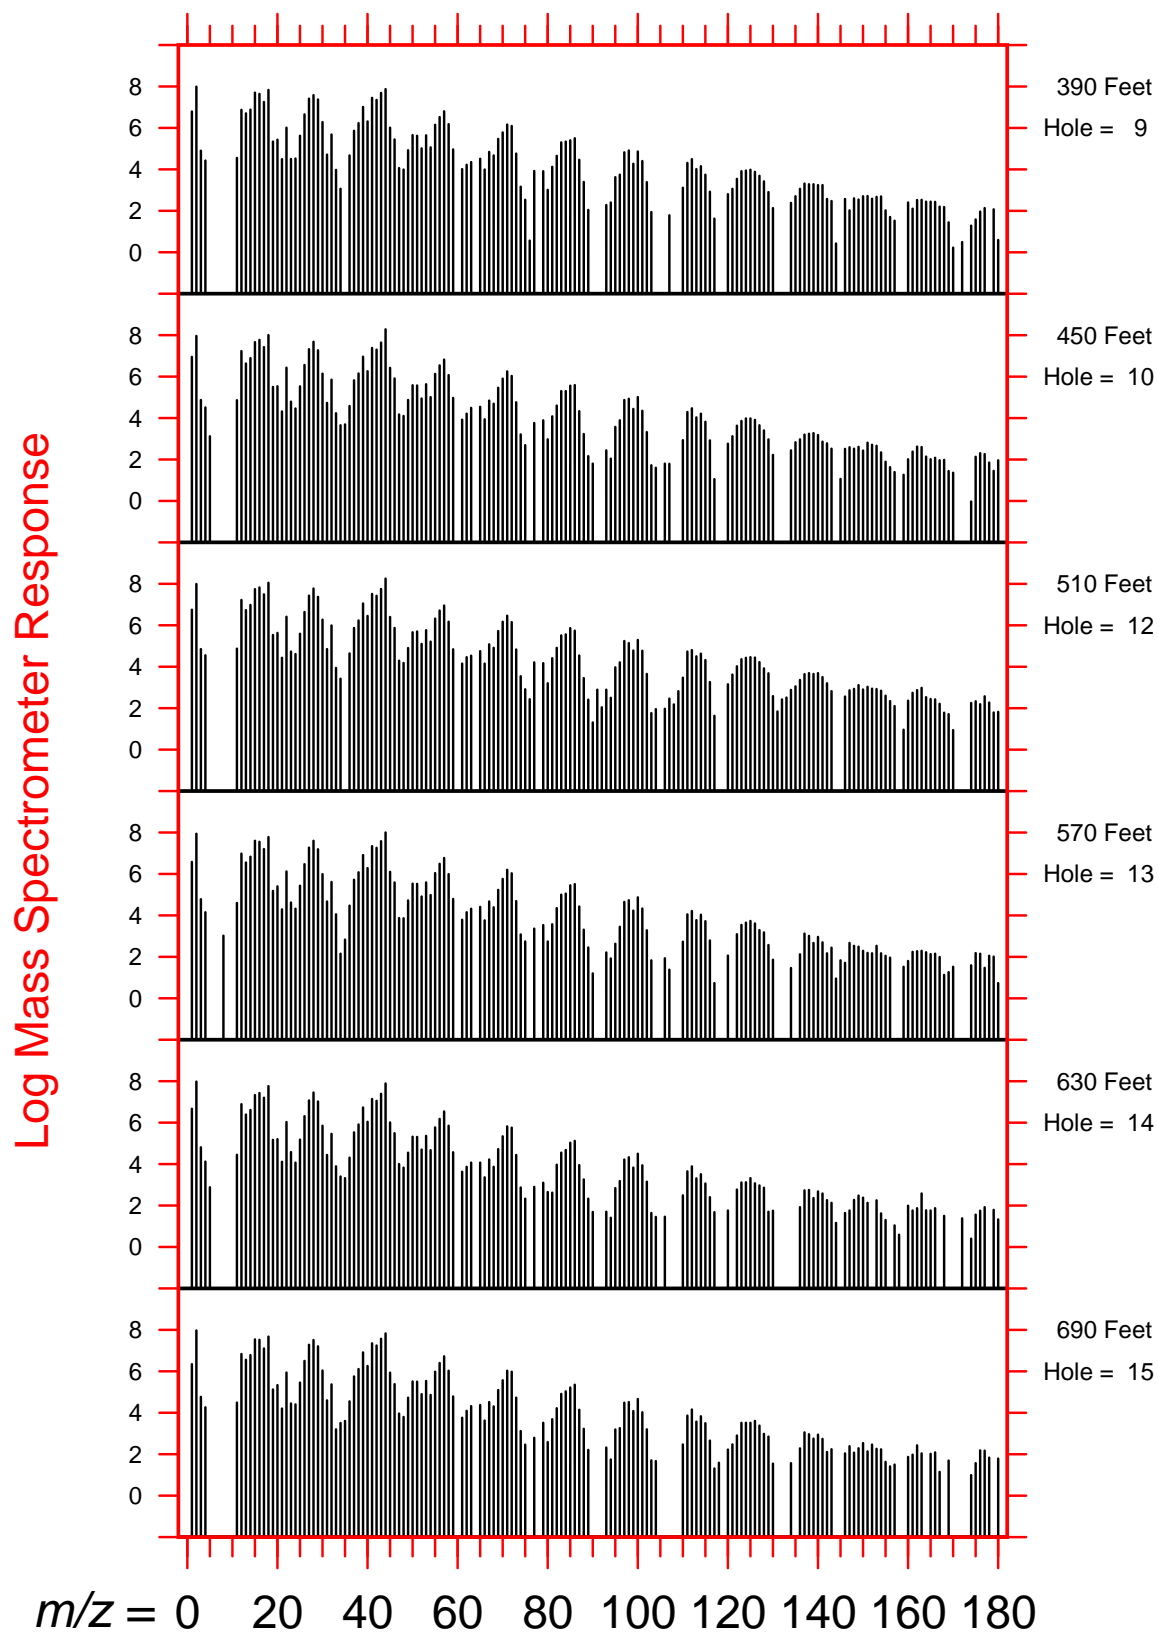 Log Mass Spectrometer Response
8
6
4
2
0
390 Feet
Hole = 9
8
6
4
2
0
450 Feet
Hole = 10
8
6
4
2
0
510 Feet
Hole = 12
8
6
4
2
0
570 Feet
Hole = 13
8
6
4
2
0
630 Feet
Hole = 14
8
6
4
2
0
690 Feet
Hole = 15
m/z = 0 20 40 60 80 100 120 140 160 180